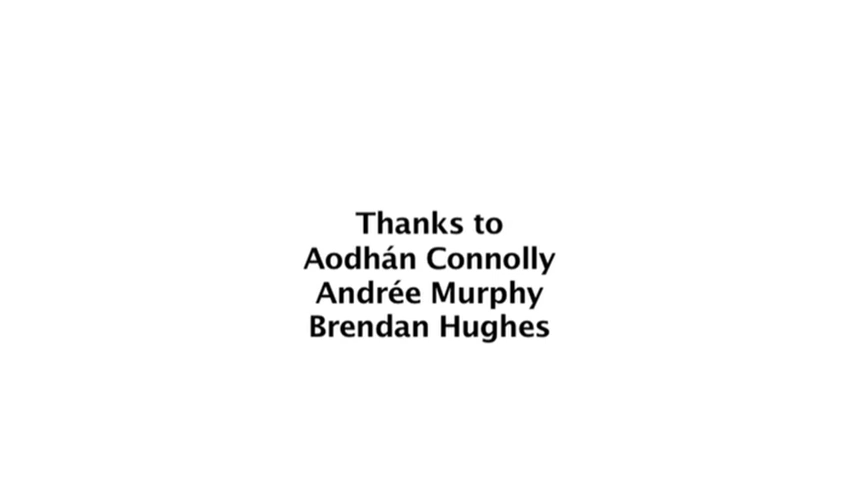 Thanks to
Aodhán Connolly
Andrée Murphy
Brendan Hughes